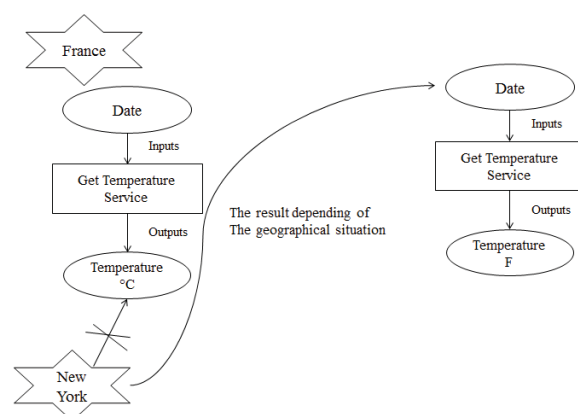 France
Date
Inputs
Get Temperature
Service
Outputs
Temperature
°C
New
York
The result depending of
The geographical situation
Date
Inputs
Get Temperature
Service
Outputs
Temperature
F